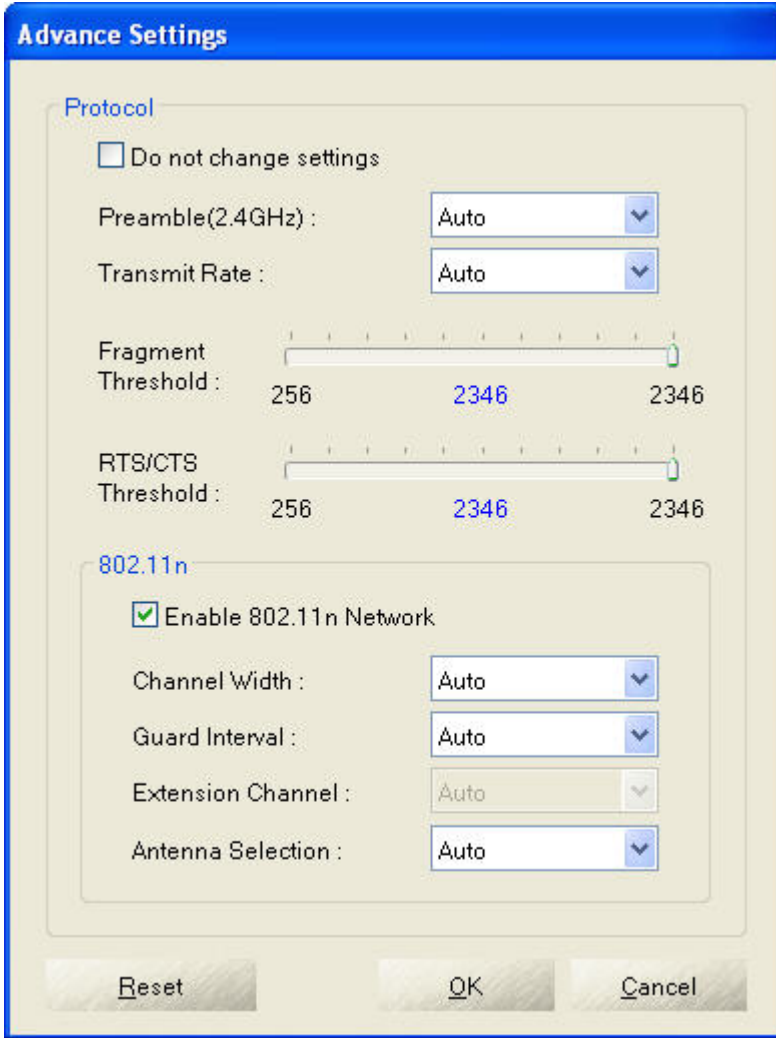 Advance Settings
Protocol
Do not change settings
Preamble(2.4GHz) : Auto
Transmit Rate : Auto
Fragment
Threshold :
256 2346 2346
RTS/CTS
Threshold :
256 2346 2346
802.11n
Enable 802.11n Network
Channel Width : Auto
Guard Interval : Auto
Extension Channel : Auto
Antenna Selection : Auto
Reset OK Cancel